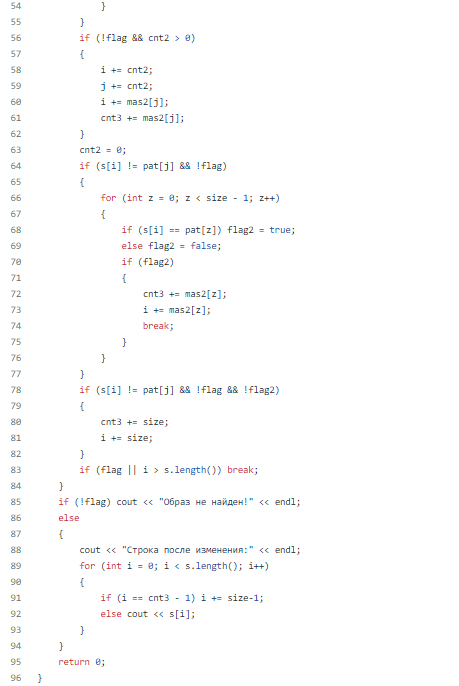 54 }
55 }
56 if (!flag && cnt2 > 0)
57 {
58 i += cnt2;
59 j += cnt2;
60 i += mas2[j];
61 cnt3 += mas2[j];
62 }
63 cnt2 = 0;
64 if (s[i] != pat[j] && !flag)
65 {
66 for (int z = 0; z < size - 1; z++)
67 {
68 if (s[i] == pat[z]) flag2 = true;
69 else flag2 = false;
70 if (flag2)
71 {
72 cnt3 += mas2[z];
73 i += mas2[z];
74 break;
75 }
76 }
77 }
78 if (s[i] != pat[j] && !flag && !flag2)
79 {
80 cnt3 += size;
81 i += size;
82 }
83 if (flag || i > s.length()) break;
84 }
85 if (!flag) cout << "Образ не найден!" << endl;
86 else
87 {
88 cout << "Строка после изменения:" << endl;
89 for (int i = 0; i < s.length(); i++)
90 {
91 if (i == cnt3 - 1) i += size-1;
92 else cout << s[i];
93 }
94 }
95 return 0;
96 }